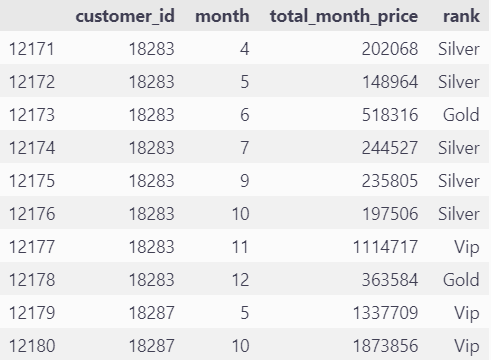 customer_id month total_month_price rank
12171 18283 4 202068 Silver
12172 18283 5 148964 Silver
12173 18283 6 518316 Gold
12174 18283 7 244527 Silver
12175 18283 9 235805 Silver
12176 18283 10 197506 Silver
12177 18283 11 1114717 Vip
12178 18283 12 363584 Gold
12179 18287 5 1337709 Vip
12180 18287 10 1873856 Vip